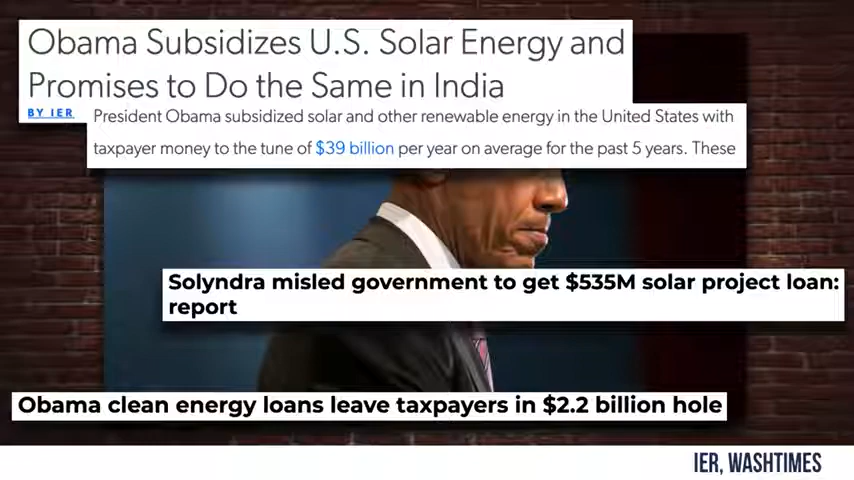 Obama Subsidizes U.S. Solar Energy and
Promises to Do the Same in India
BY IER
President Obama subsidized solar and other renewable energy in the United States with
taxpayer money to the tune of $39 billion per year on average for the past 5 years. These
Solyndra misled government to get $535M solar project loan:
report
Obama clean energy loans leave taxpayers in $2.2 billion hole
IER, WASHTIMES